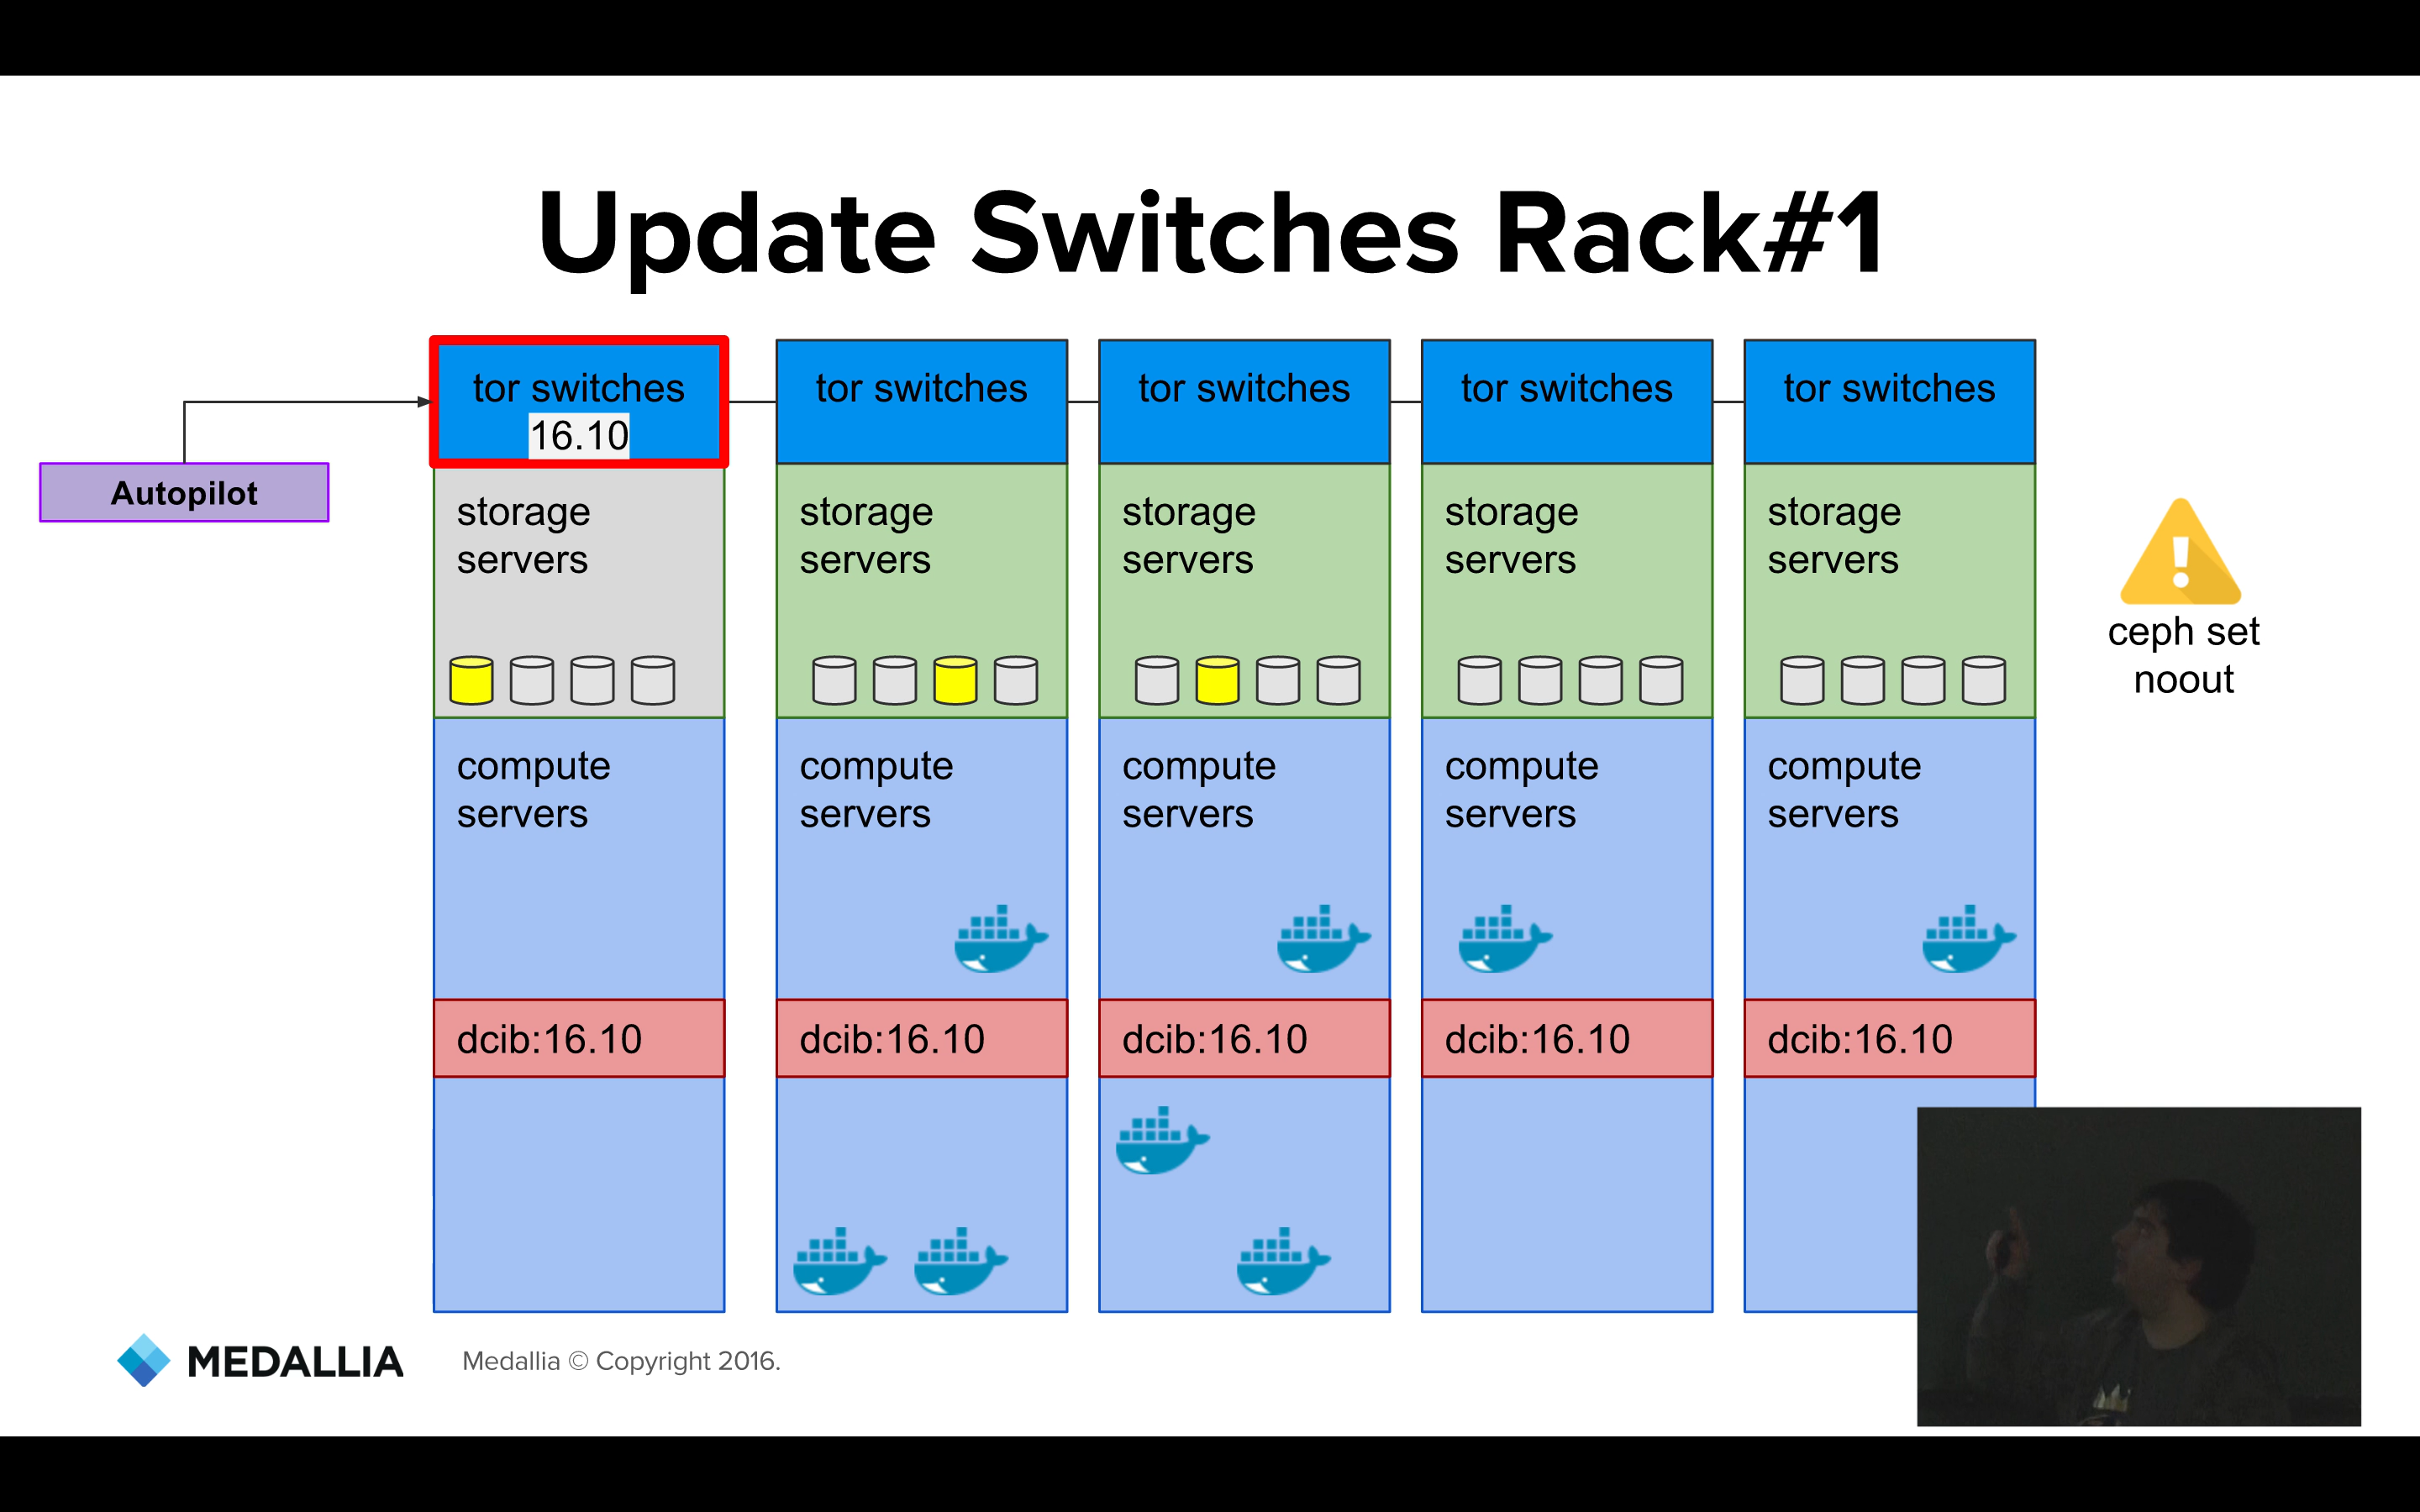 Update Switches Rack#1
tor switches
16.10
tor switches
tor switches
tor switches
tor switches
Autopilot
storage
servers
storage
servers
storage
servers
storage
servers
storage
servers
ceph set
noout
compute
servers
compute
servers
compute
servers
compute
servers
compute
servers
dcib:16.10
dcib:16.10
dcib:16.10
dcib:16.10
dcib:16.10
MEDALLIA
Medallia © Copyright 2016.